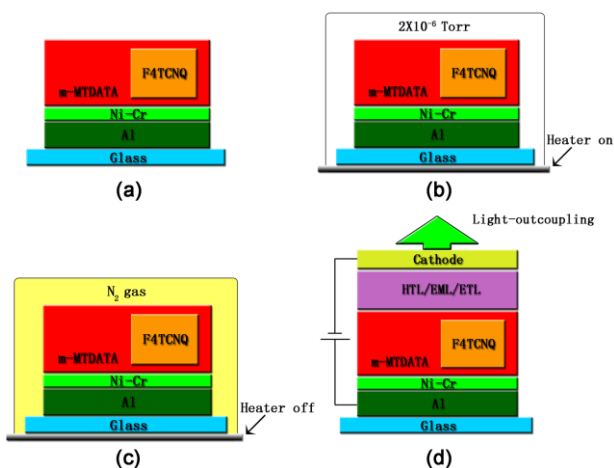 F4TCNQ
m-MTDATA
Ni-Cr
Al
Glass
(a)
2X10⁻⁶ Torr
F4TCNQ
m-MTDATA
Ni-Cr
Al
Glass
Heater on
(b)
N₂ gas
F4TCNQ
m-MTDATA
Ni-Cr
Al
Glass
Heater off
(c)
Light-outcoupling
Cathode
HTL/EML/ETL
F4TCNQ
m-MTDATA
Ni-Cr
Al
Glass
(d)